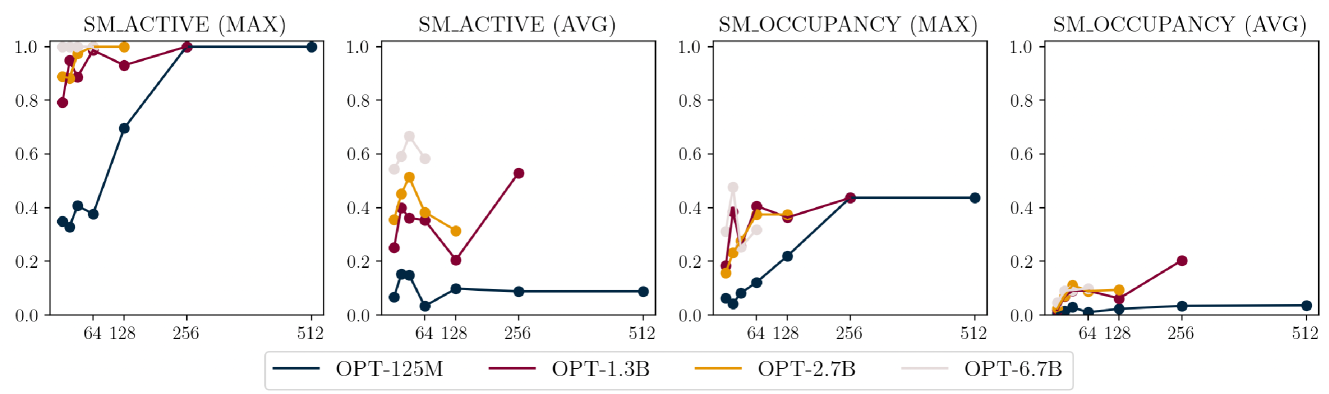 SM_ACTIVE (MAX)
1.0
0.8
0.6
0.4
0.2
0.0
64 128 256 512
SM_ACTIVE (AVG)
1.0
0.8
0.6
0.4
0.2
0.0
64 128 256 512
SM_OCCUPANCY (MAX)
1.0
0.8
0.6
0.4
0.2
0.0
64 128 256 512
SM_OCCUPANCY (AVG)
1.0
0.8
0.6
0.4
0.2
0.0
64 128 256 512
OPT-125M OPT-1.3B OPT-2.7B OPT-6.7B